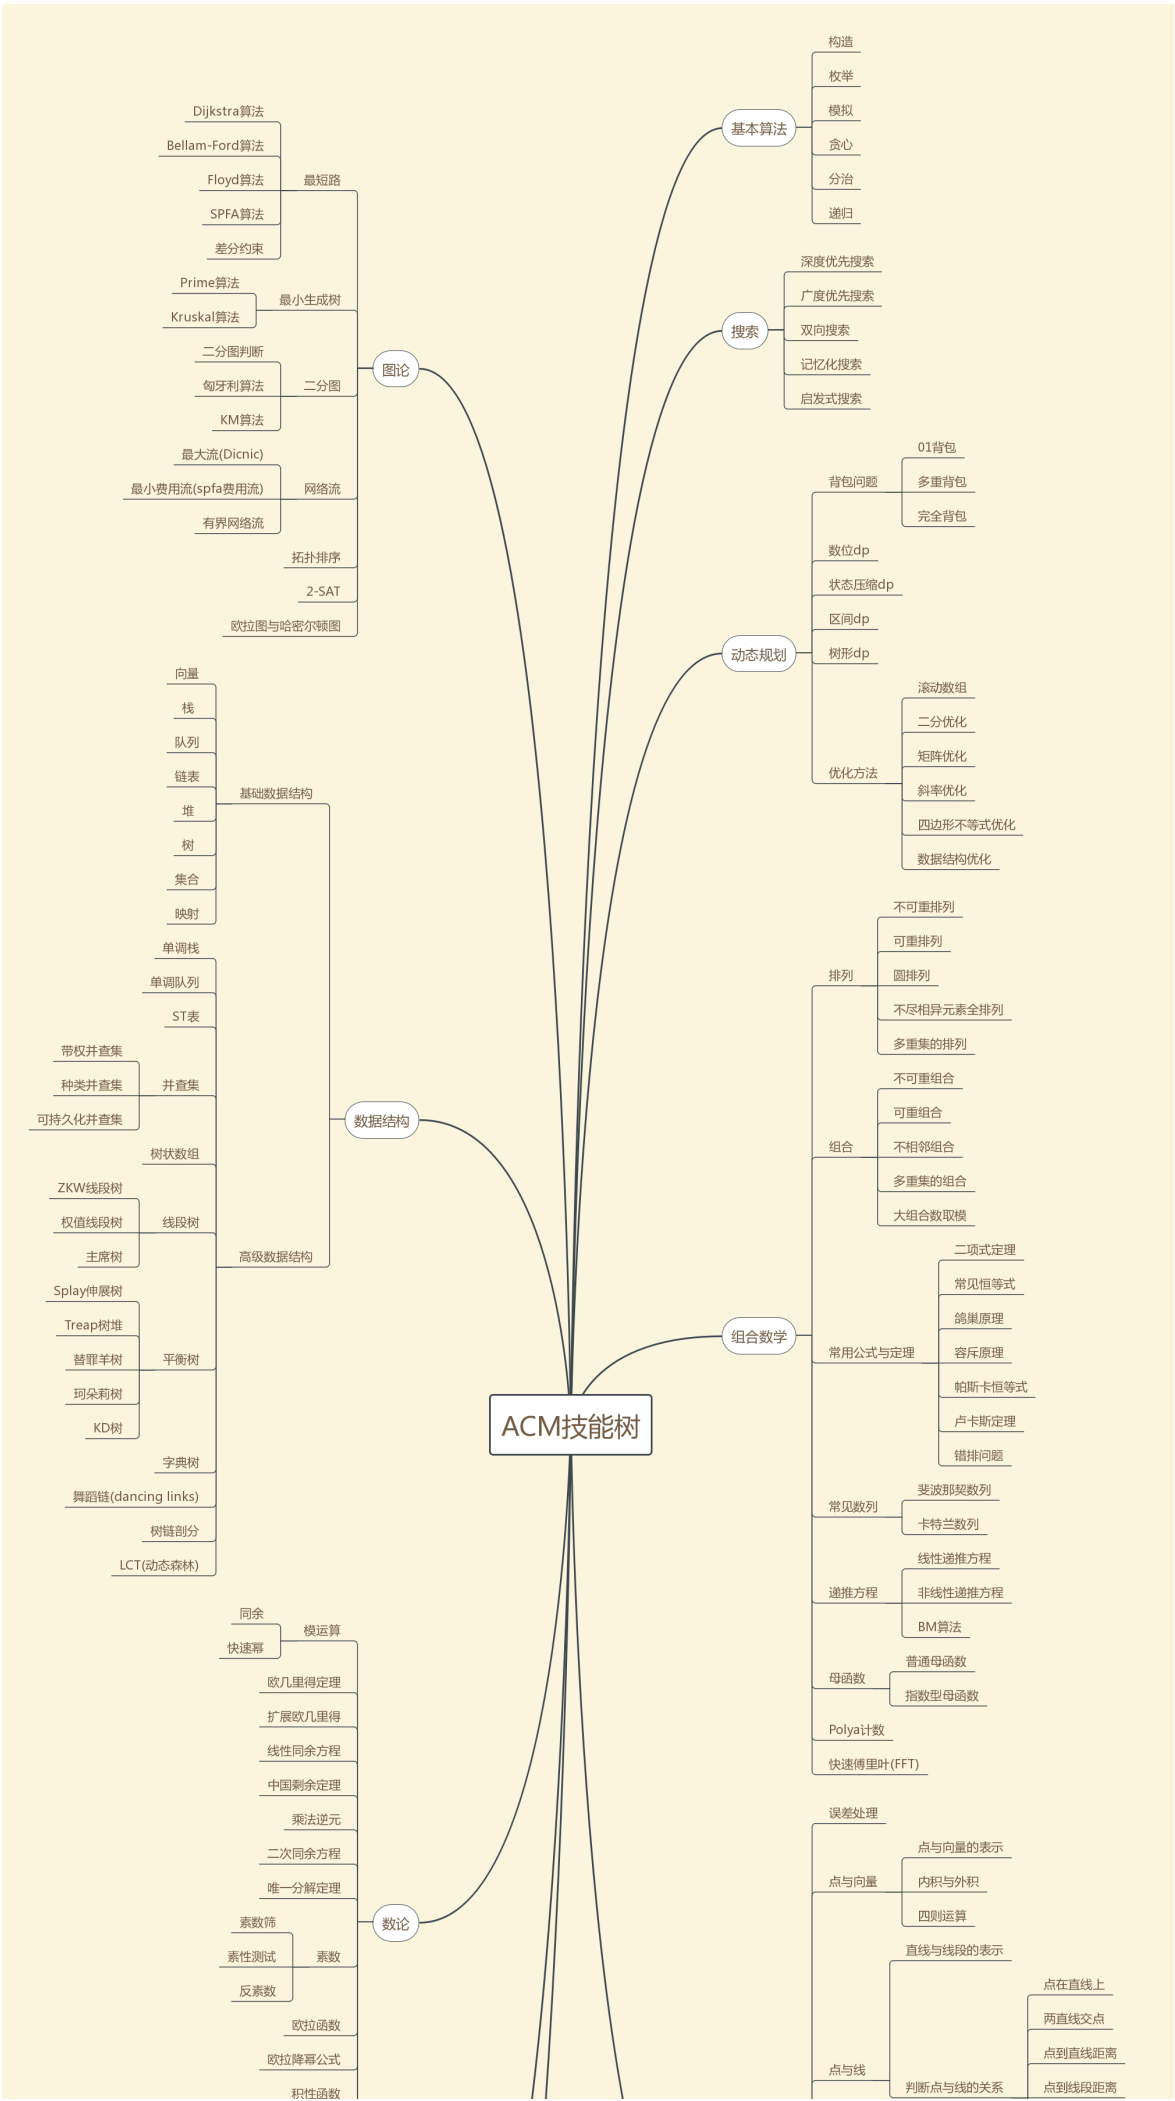 ACM技能树
基本算法
构造
枚举
模拟
贪心
分治
递归
搜索
深度优先搜索
广度优先搜索
双向搜索
记忆化搜索
启发式搜索
动态规划
背包问题
01背包
多重背包
完全背包
数位dp
状态压缩dp
区间dp
树形dp
优化方法
滚动数组
二分优化
矩阵优化
斜率优化
四边形不等式优化
数据结构优化
组合数学
排列
不可重排列
可重排列
圆排列
不尽相异元素全排列
多重集的排列
组合
不可重组合
可重组合
不相邻组合
多重集的组合
大组合数取模
常用公式与定理
二项式定理
常见恒等式
鸽巢原理
容斥原理
帕斯卡恒等式
卢卡斯定理
错排问题
常见数列
斐波那契数列
卡特兰数列
递推方程
线性递推方程
非线性递推方程
BM算法
母函数
普通母函数
指数型母函数
Polya计数
快速傅里叶(FFT)
误差处理
点与向量
点与向量的表示
内积与外积
四则运算
点与线
直线与线段的表示
判断点与线的关系
点在直线上
两直线交点
点到直线距离
点到线段距离
图论
最短路
Dijkstra算法
Bellam-Ford算法
Floyd算法
SPFA算法
差分约束
最小生成树
Prime算法
Kruskal算法
二分图
二分图判断
匈牙利算法
KM算法
网络流
最大流(Dicnic)
最小费用流(spfa费用流)
有界网络流
拓扑排序
2-SAT
欧拉图与哈密尔顿图
数据结构
基础数据结构
向量
栈
队列
链表
堆
树
集合
映射
高级数据结构
单调栈
单调队列
ST表
并查集
带权并查集
种类并查集
可持久化并查集
树状数组
线段树
ZKW线段树
权值线段树
主席树
平衡树
Splay伸展树
Treap树堆
替罪羊树
珂朵莉树
KD树
字典树
舞蹈链(dancing links)
树链剖分
LCT(动态森林)
数论
模运算
同余
快速幂
欧几里得定理
扩展欧几里得
线性同余方程
中国剩余定理
乘法逆元
二次同余方程
唯一分解定理
素数
素数筛
素性测试
反素数
欧拉函数
欧拉降幂公式
积性函数